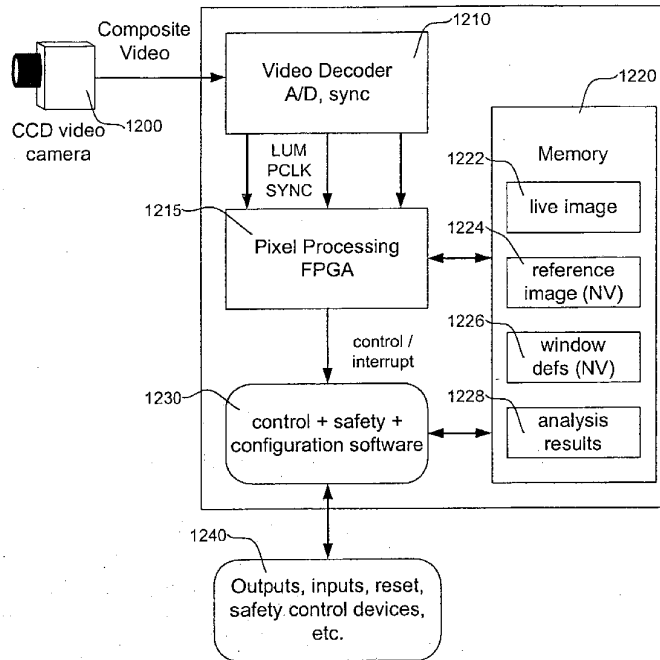 Composite
Video
1200
CCD video
camera
1210
Video Decoder
A/D, sync
LUM
PCLK
SYNC
1215
Pixel Processing
FPGA
control /
interrupt
1230
control + safety +
configuration software
1240
Outputs, inputs, reset,
safety control devices,
etc.
1220
Memory
1222
live image
1224
reference
image (NV)
1226
window
defs (NV)
1228
analysis
results